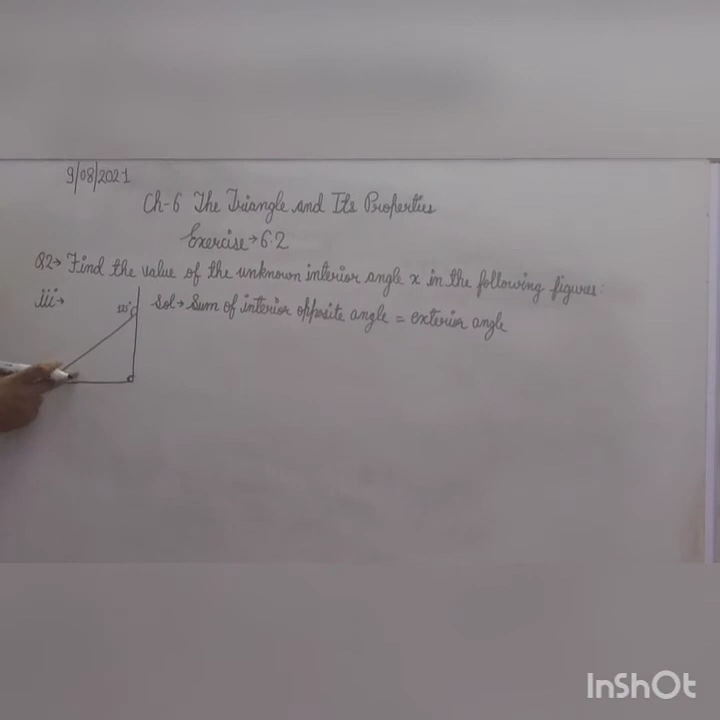 9/08/2021
Ch-6 The Triangle and Its Properties
Exercise→6.2
Q2→ Find the value of the unknown interior angle x in the following figures:
iii→
Sol→ Sum of interior opposite angle = exterior angle
InShOt